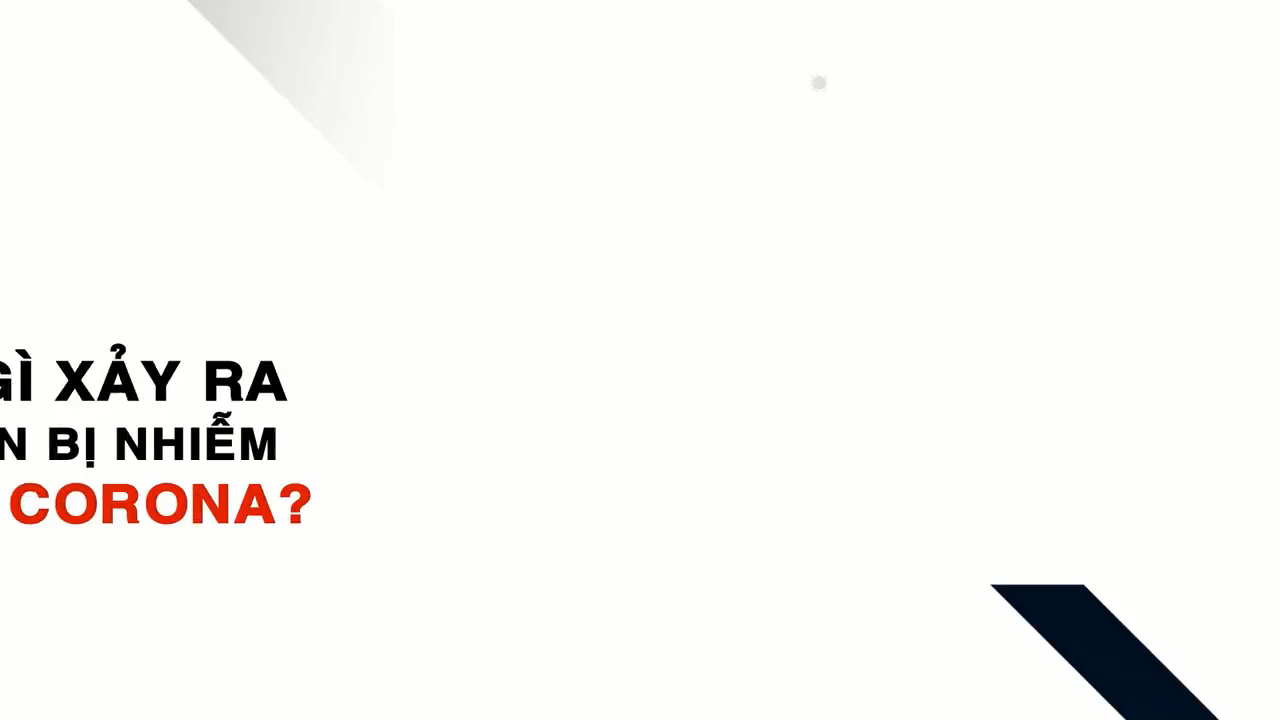 GÌ XẢY RA
N BỊ NHIỄM
CORONA?